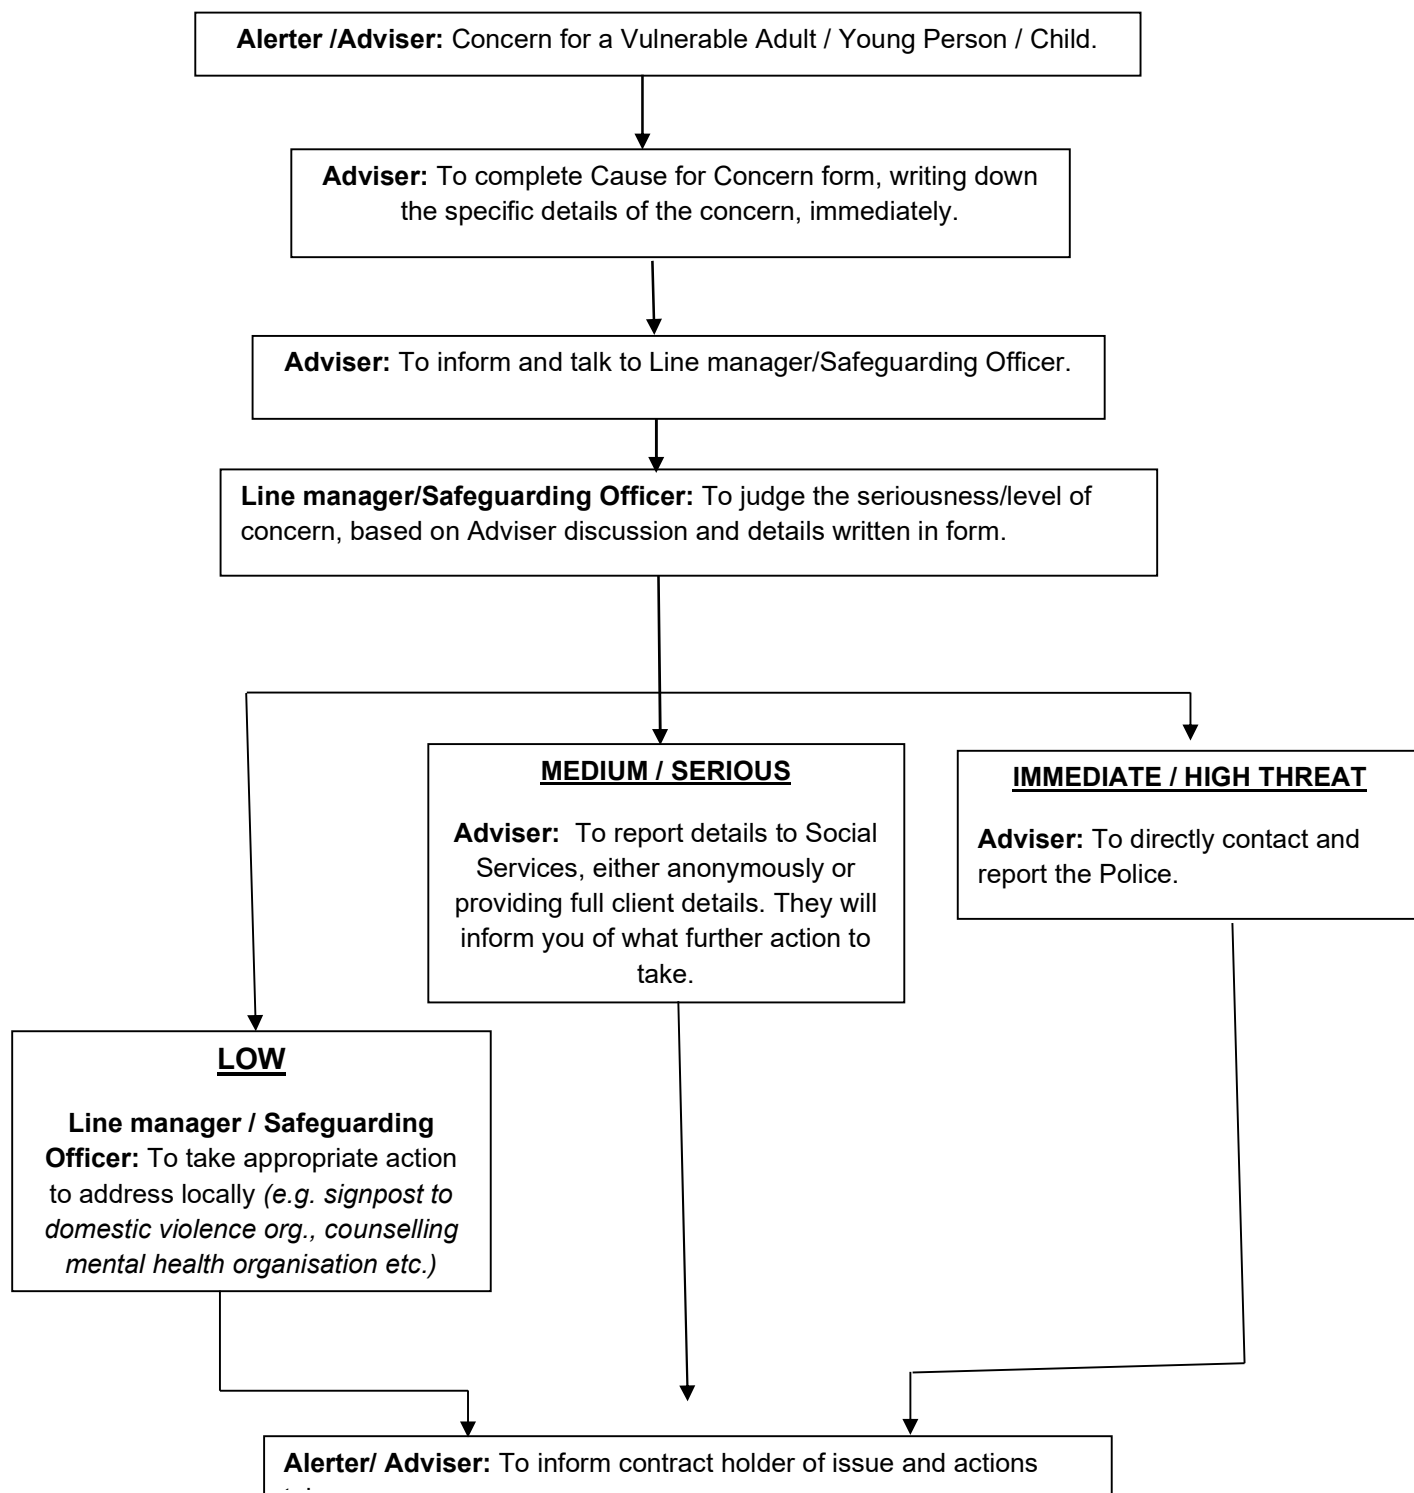 Alerter /Adviser: Concern for a Vulnerable Adult / Young Person / Child.
Adviser: To complete Cause for Concern form, writing down
the specific details of the concern, immediately.
Adviser: To inform and talk to Line manager/Safeguarding Officer.
Line manager/Safeguarding Officer: To judge the seriousness/level of
concern, based on Adviser discussion and details written in form.
MEDIUM / SERIOUS
Adviser: To report details to Social
Services, either anonymously or
providing full client details. They will
inform you of what further action to
take.
IMMEDIATE / HIGH THREAT
Adviser: To directly contact and
report the Police.
LOW
Line manager / Safeguarding
Officer: To take appropriate action
to address locally (e.g. signpost to
domestic violence org., counselling
mental health organisation etc.)
Alerter/ Adviser: To inform contract holder of issue and actions